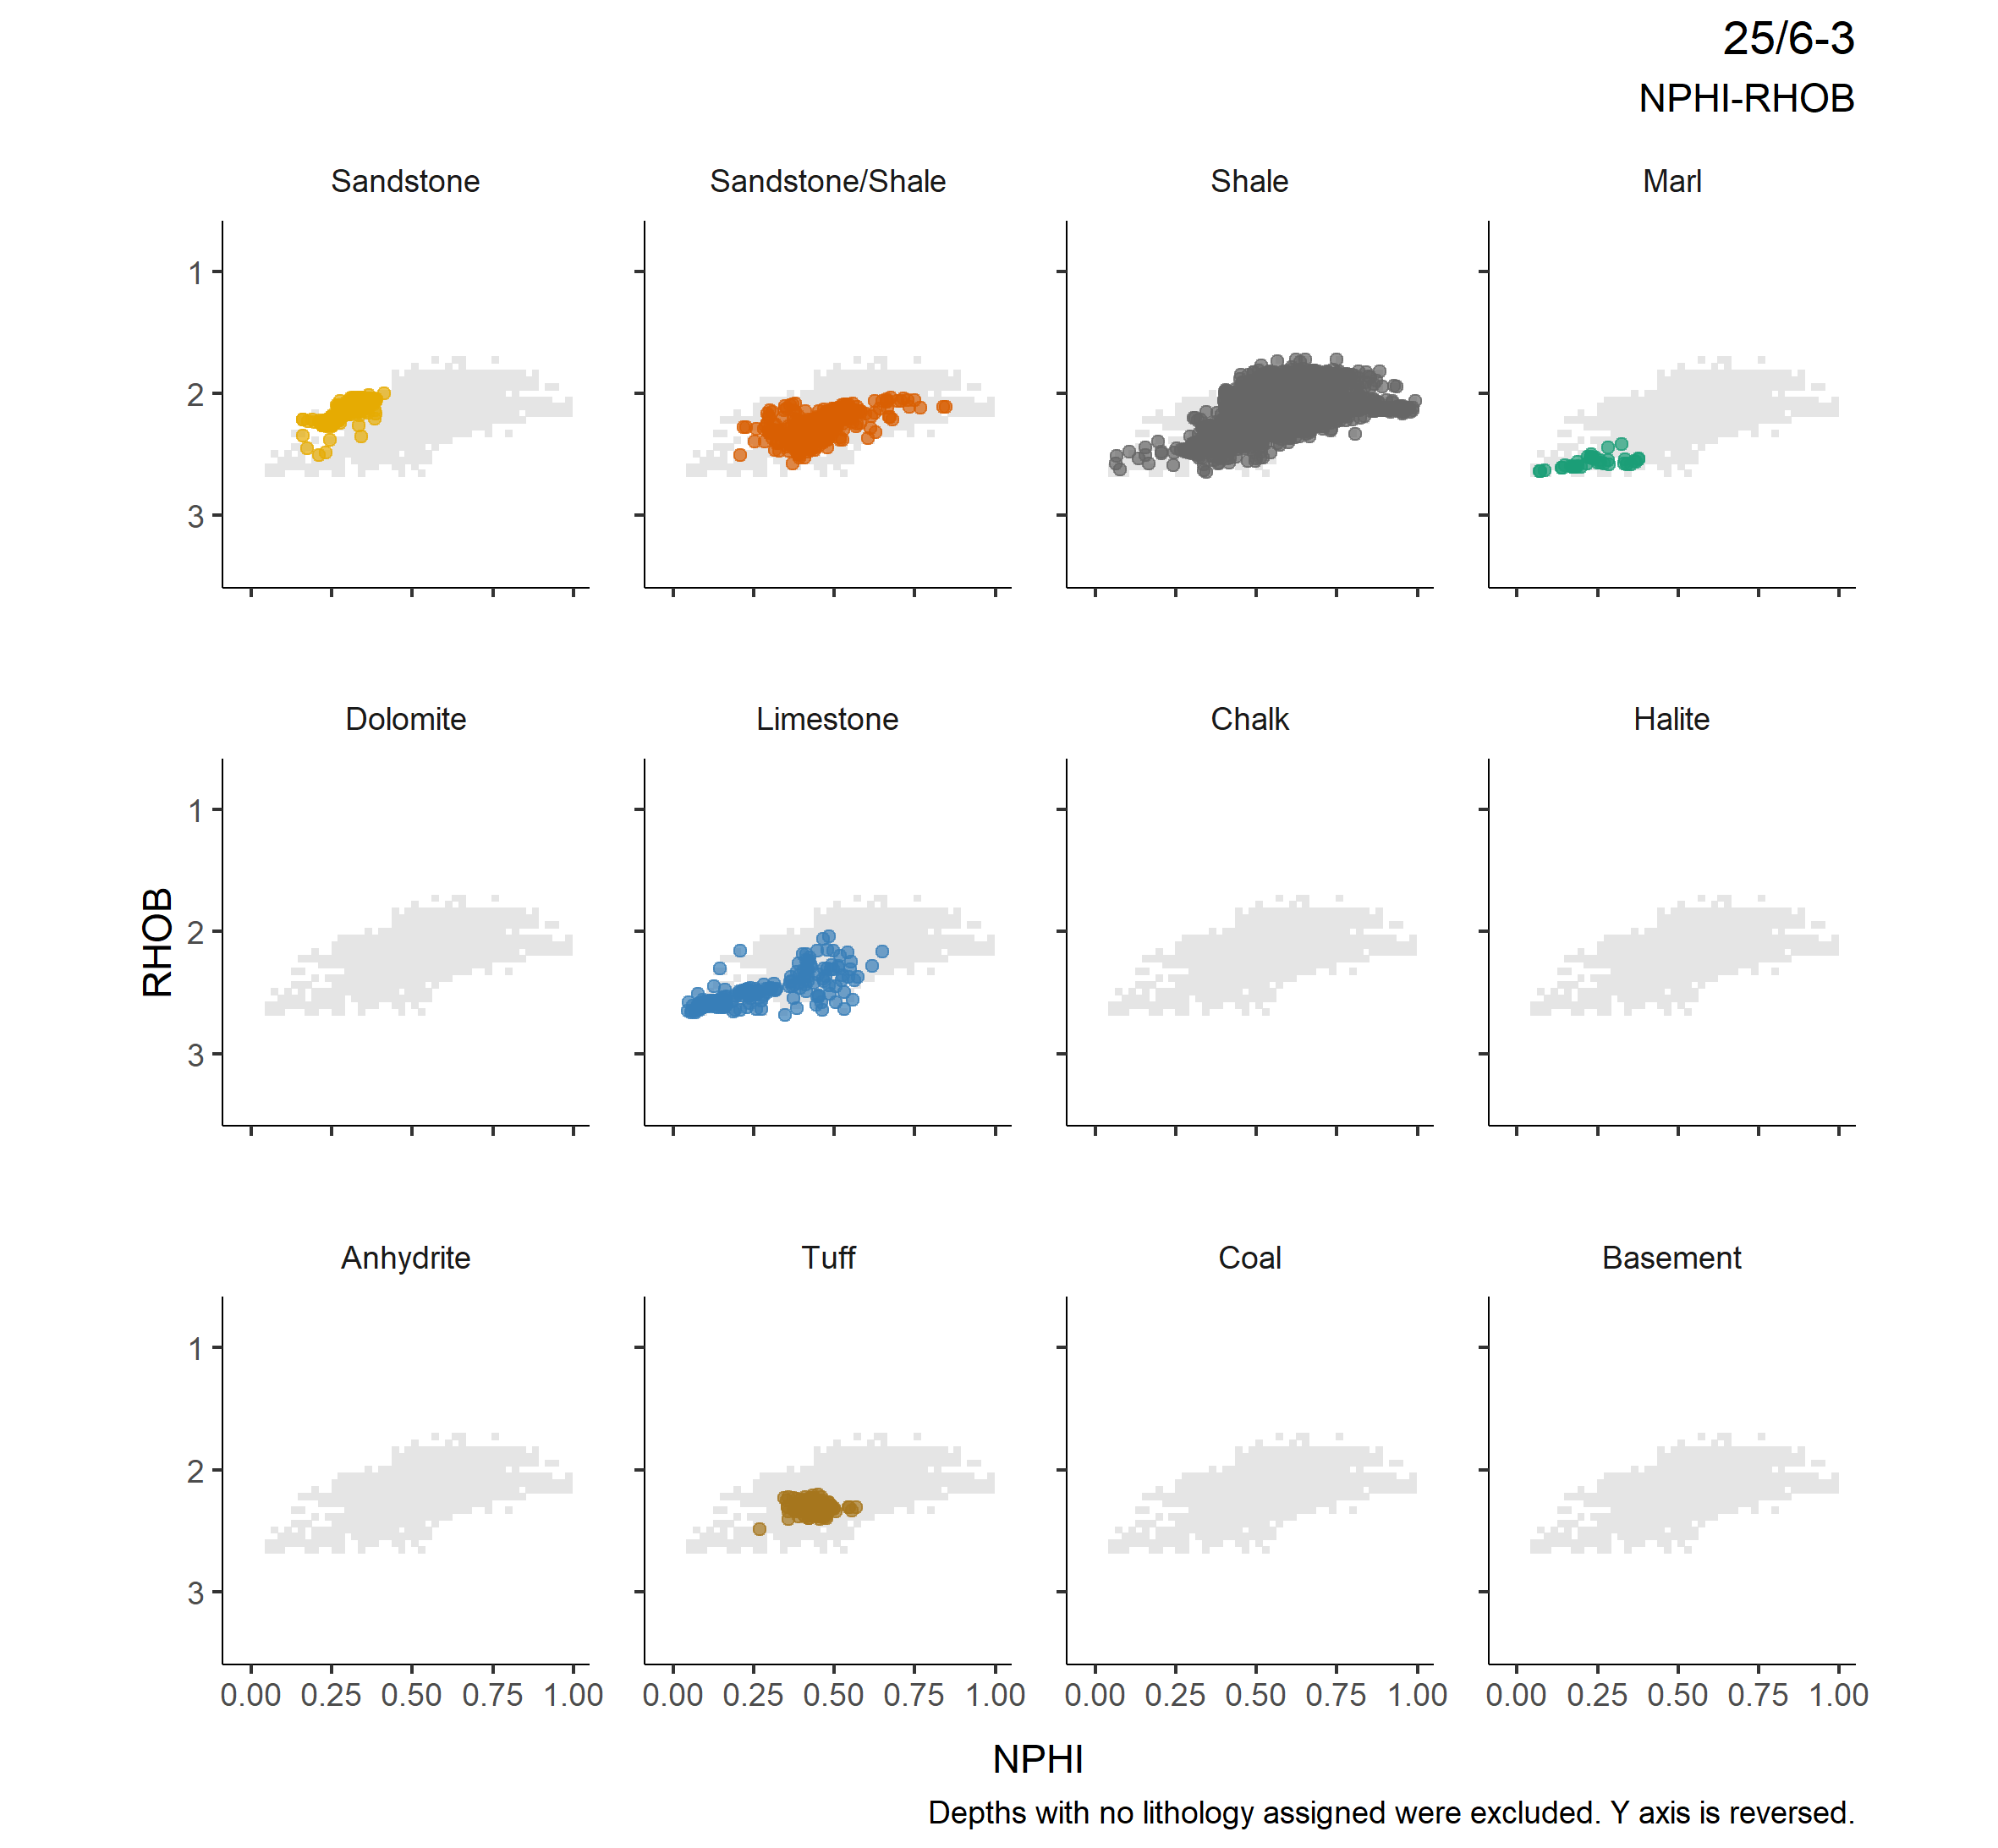 25/6-3
NPHI-RHOB
Sandstone Sandstone/Shale Shale Marl
1
2
3
Dolomite Limestone Chalk Halite
RHOB
1
2
3
Anhydrite Tuff Coal Basement
1
2
3
0.00 0.25 0.50 0.75 1.00 0.00 0.25 0.50 0.75 1.00 0.00 0.25 0.50 0.75 1.00 0.00 0.25 0.50 0.75 1.00
NPHI
Depths with no lithology assigned were excluded. Y axis is reversed.